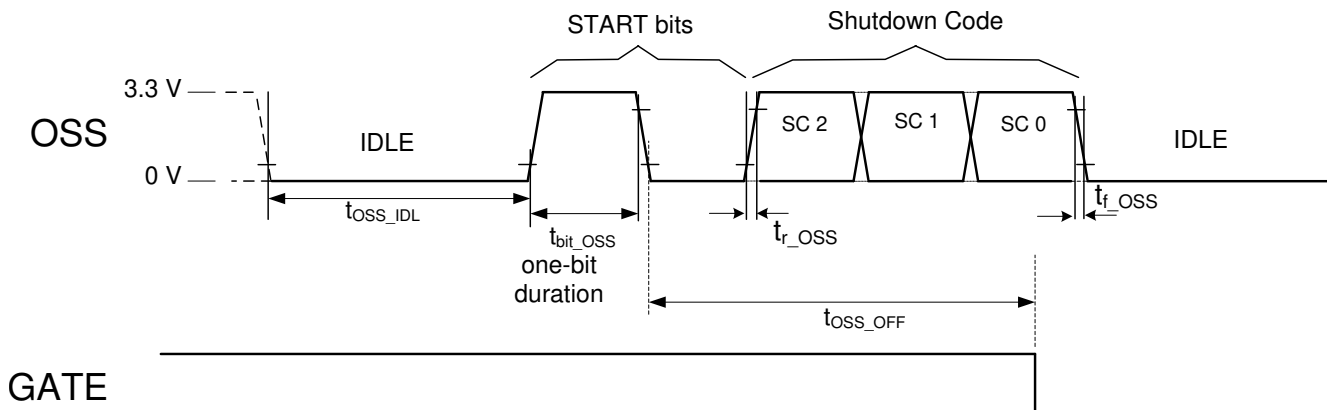 START bits
Shutdown Code
3.3 V
OSS
IDLE
SC 2
SC 1
SC 0
IDLE
0 V
tOSS_IDL
tbit_OSS
one-bit
duration
tr_OSS
tf_OSS
tOSS_OFF
GATE